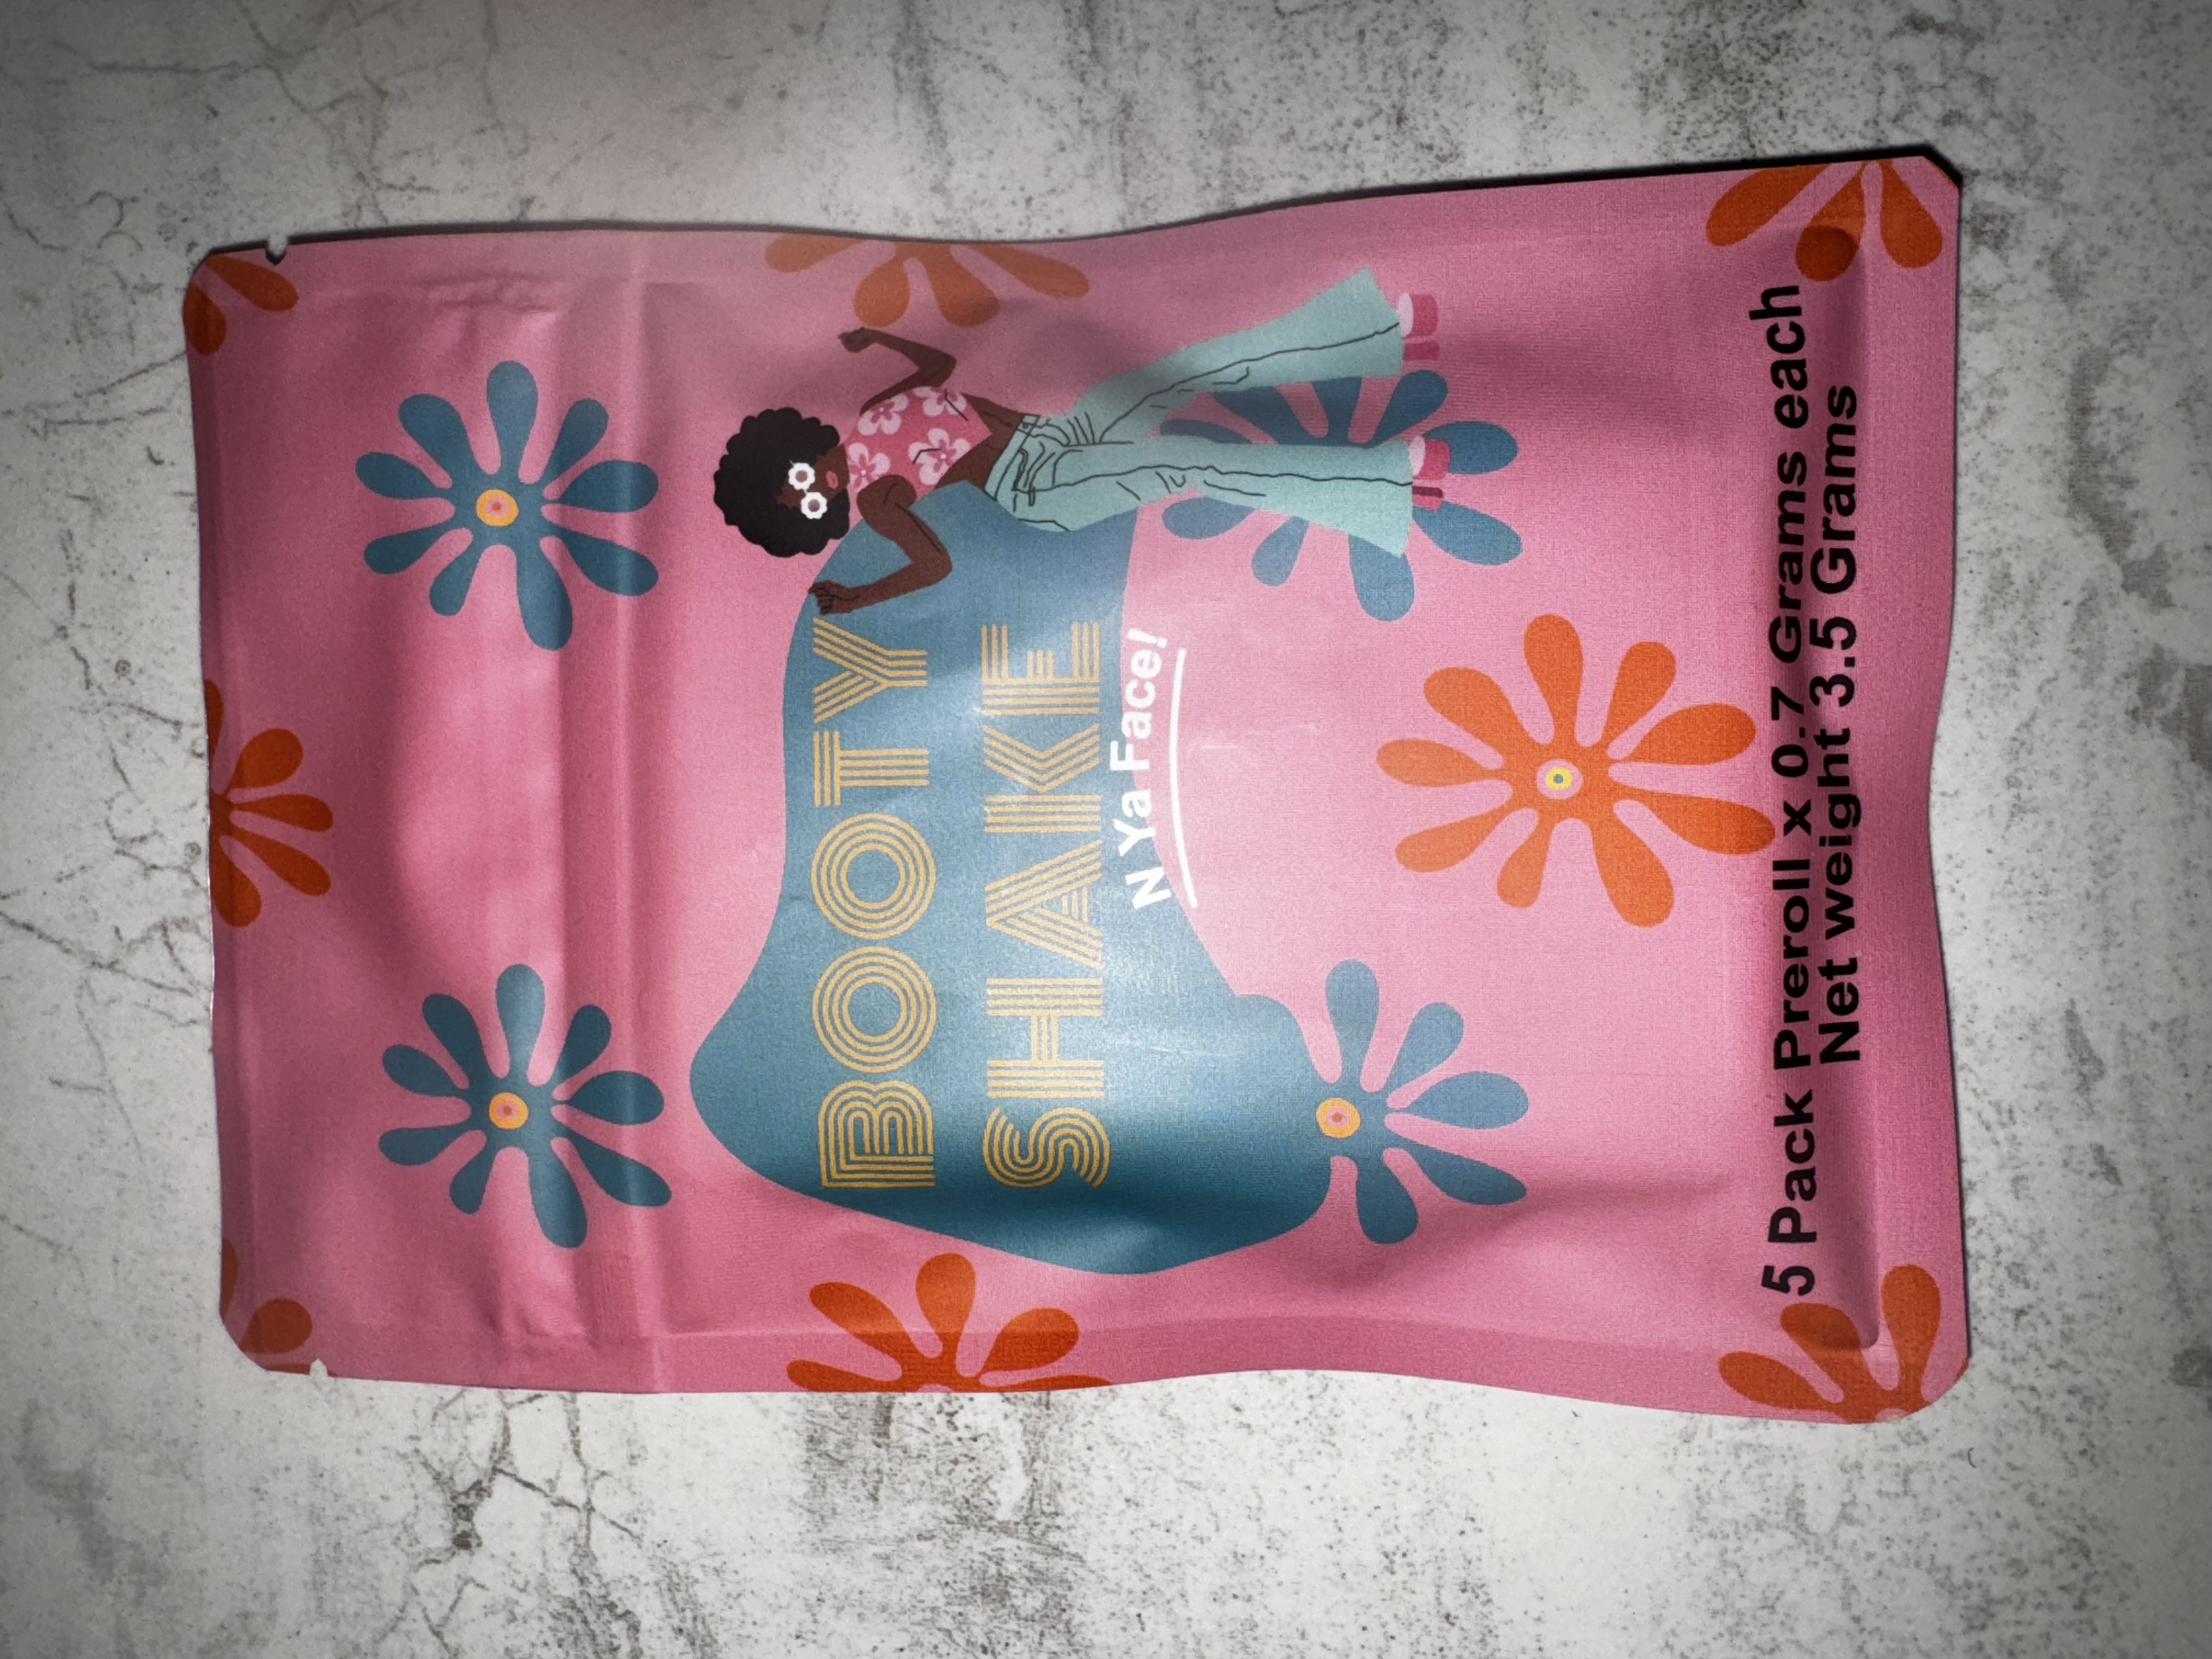 BOOTY
SHAKE
N Ya Face!
5 Pack Preroll x 0.7 Grams each
Net weight 3.5 Grams